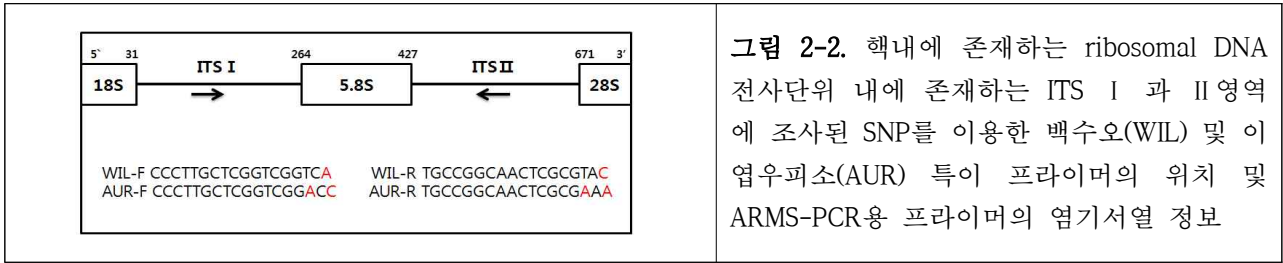 5` 31 264 427 671 3′
ITS I ITSⅡ
18S 5.8S 28S
WIL-F CCCTTGCTCGGTCGGTCA WIL-R TGCCGGCAACTCGCGTAC
AUR-F CCCTTGCTCGGTCGGACC AUR-R TGCCGGCAACTCGCGAAA
그림 2-2. 핵내에 존재하는 ribosomal DNA
전사단위 내에 존재하는 ITS Ⅰ 과 Ⅱ영역
에 조사된 SNP를 이용한 백수오(WIL) 및 이
엽우피소(AUR) 특이 프라이머의 위치 및
ARMS-PCR용 프라이머의 염기서열 정보